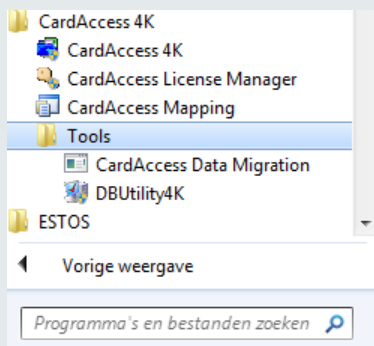 CardAccess 4K
CardAccess 4K
CardAccess License Manager
CardAccess Mapping
Tools
CardAccess Data Migration
DBUtility4K
ESTOS
Vorige weergave
Programma's en bestanden zoeken